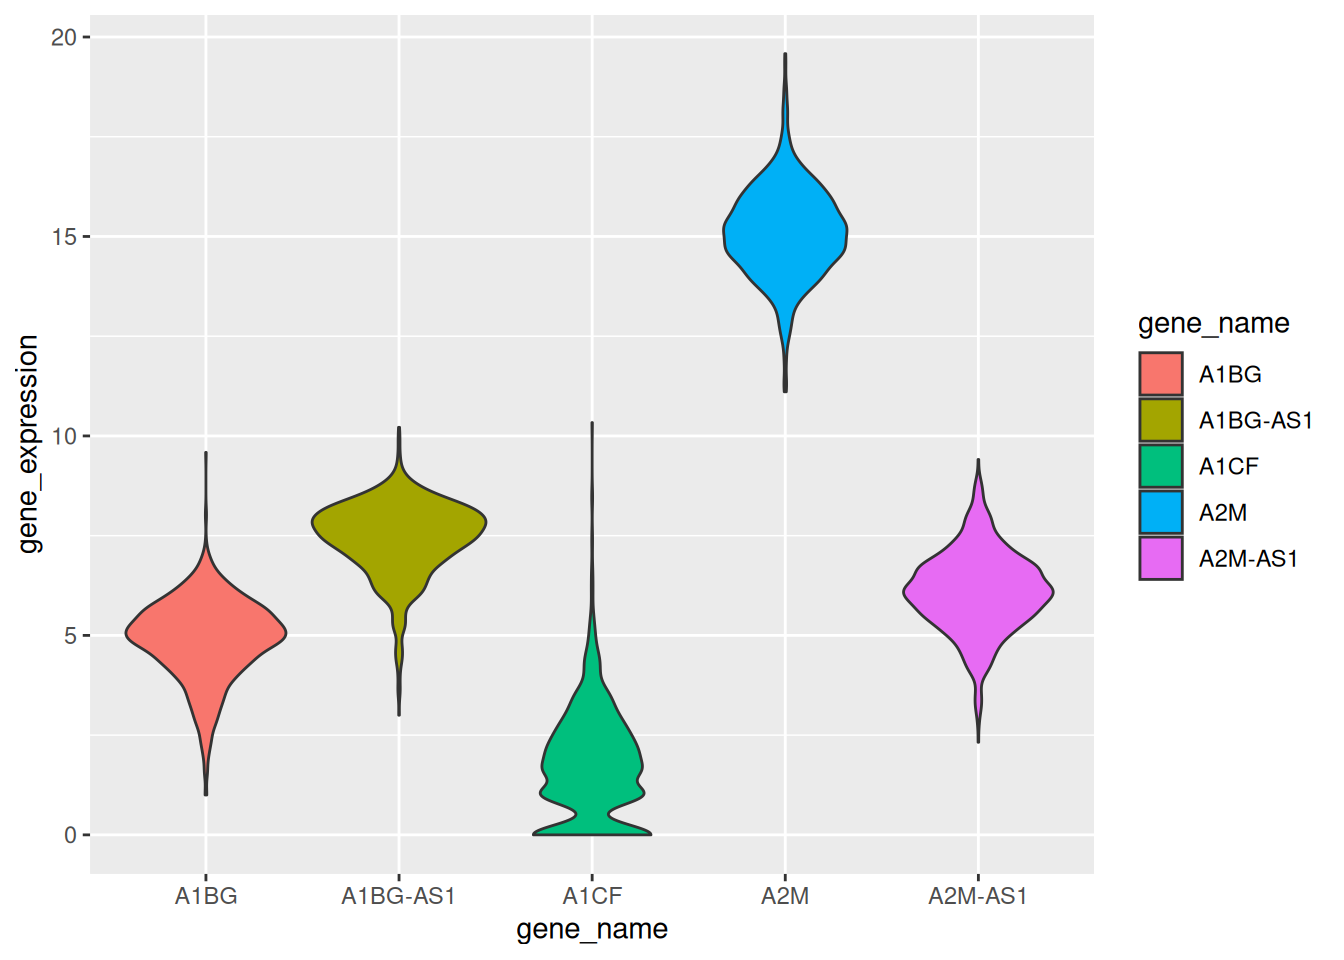 20
15
10
5
0
gene_expression
A1BG
A1BG-AS1
A1CF
A2M
A2M-AS1
gene_name
gene_name
A1BG
A1BG-AS1
A1CF
A2M
A2M-AS1